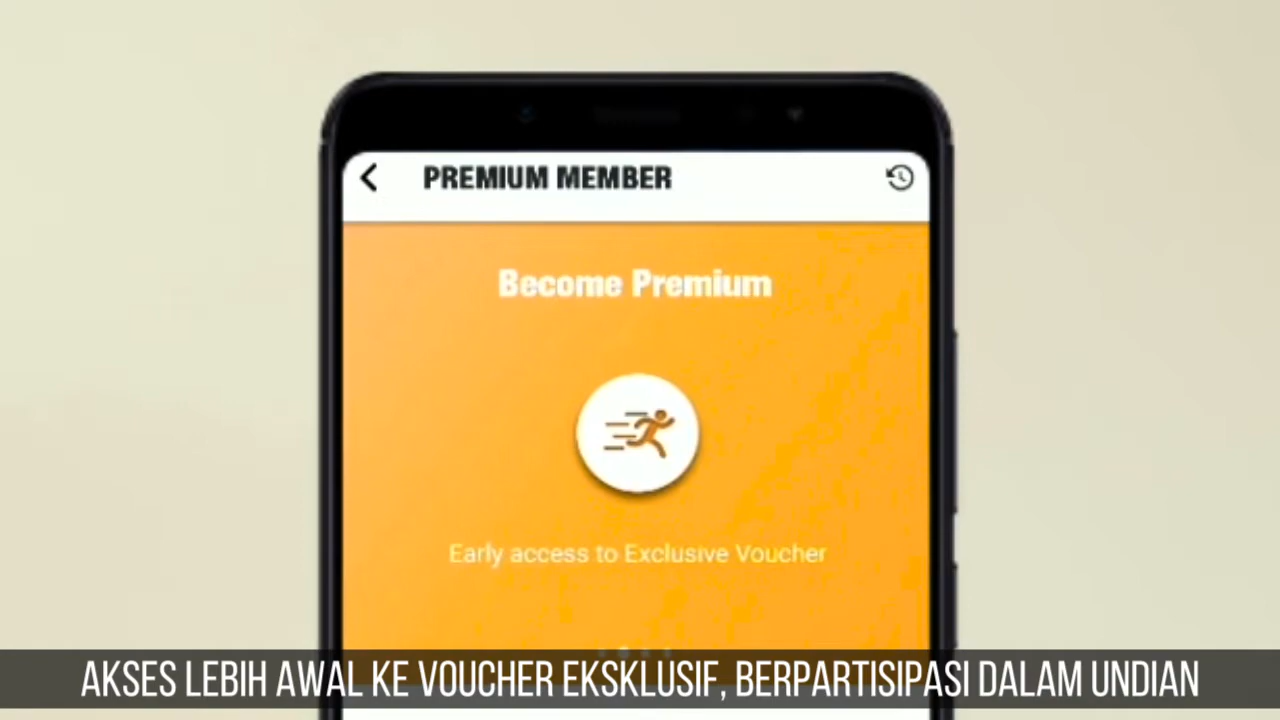 PREMIUM MEMBER
Become Premium
Early access to Exclusive Voucher
AKSES LEBIH AWAL KE VOUCHER EKSKLUSIF, BERPARTISIPASI DALAM UNDIAN